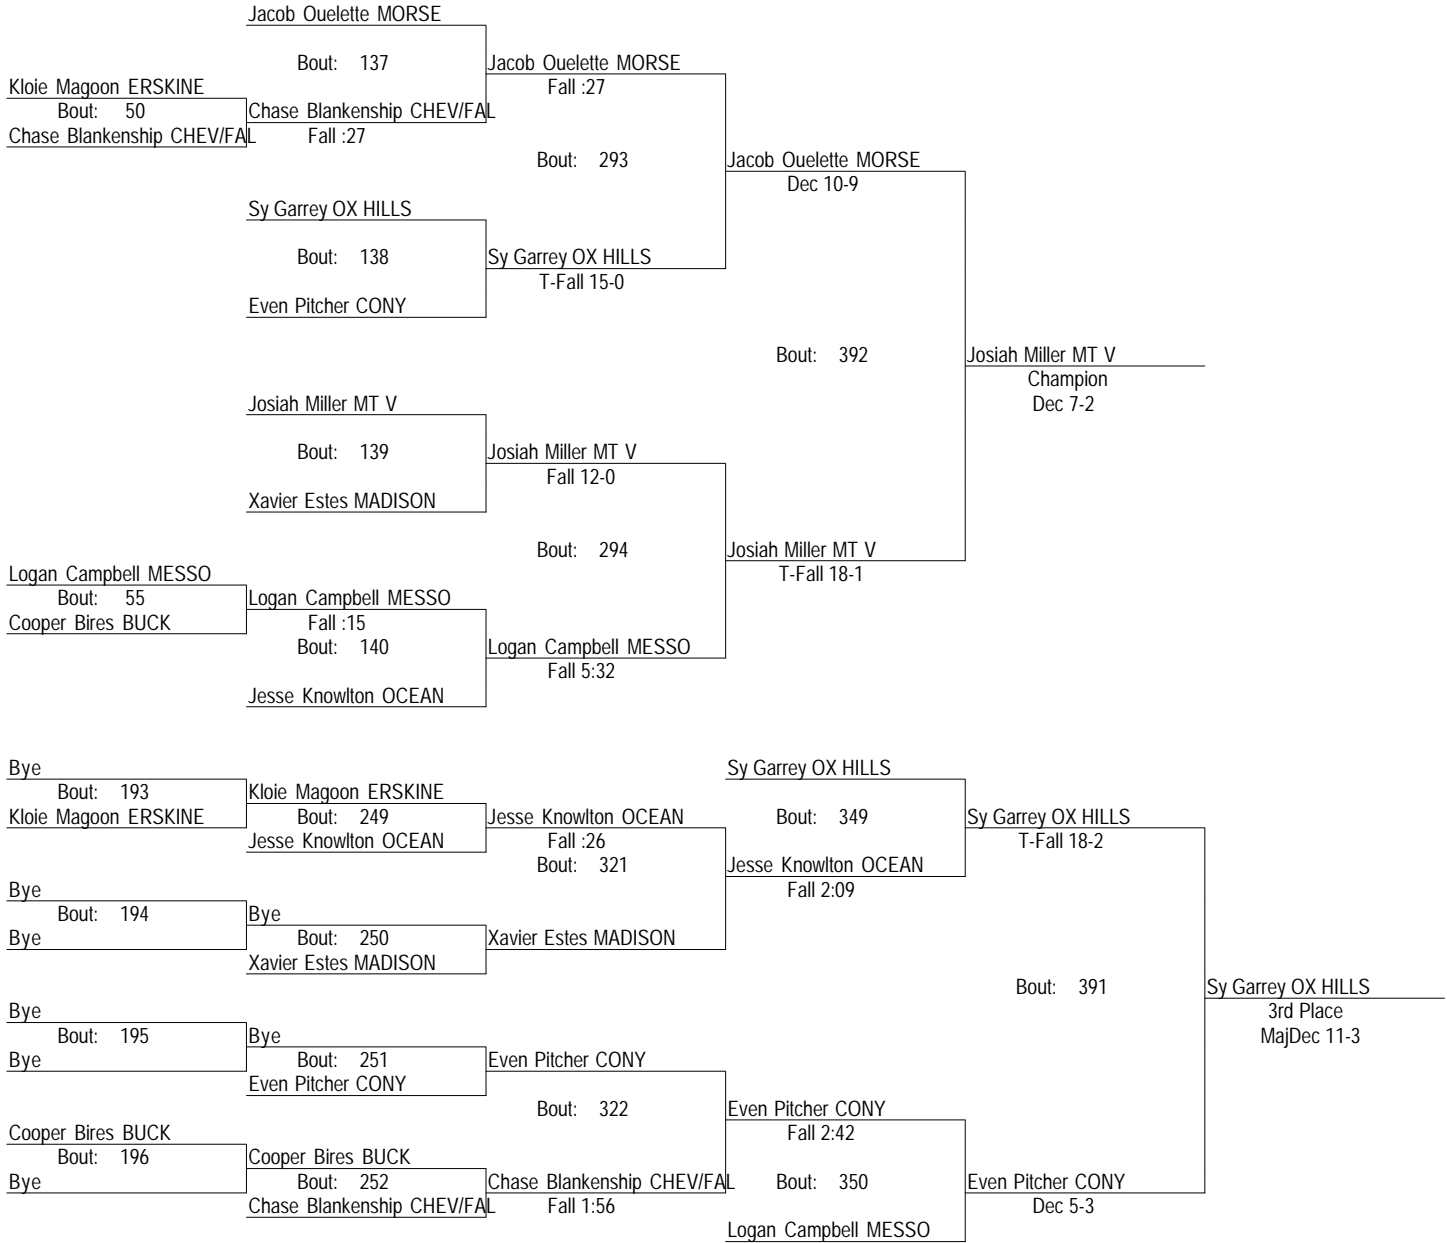 Jacob Ouelette MORSE
Bout: 137
Jacob Ouelette MORSE
Kloie Magoon ERSKINE
Fall :27
Bout: 50
Chase Blankenship CHEV/FAL
Chase Blankenship CHEV/FAL
Fall :27
Bout: 293
Jacob Ouelette MORSE
Dec 10-9
Sy Garrey OX HILLS
Bout: 138
Sy Garrey OX HILLS
T-Fall 15-0
Even Pitcher CONY
Bout: 392
Josiah Miller MT V
Champion
Dec 7-2
Josiah Miller MT V
Bout: 139
Josiah Miller MT V
Fall 12-0
Xavier Estes MADISON
Bout: 294
Josiah Miller MT V
T-Fall 18-1
Logan Campbell MESSO
Bout: 55
Logan Campbell MESSO
Cooper Bires BUCK
Fall :15
Bout: 140
Logan Campbell MESSO
Fall 5:32
Jesse Knowlton OCEAN
Bye
Sy Garrey OX HILLS
Bout: 193
Kloie Magoon ERSKINE
Kloie Magoon ERSKINE
Bout: 249
Jesse Knowlton OCEAN
Bout: 349
Sy Garrey OX HILLS
Jesse Knowlton OCEAN
Fall :26
T-Fall 18-2
Bout: 321
Jesse Knowlton OCEAN
Fall 2:09
Bye
Bout: 194
Bye
Bye
Bout: 250
Xavier Estes MADISON
Xavier Estes MADISON
Bout: 391
Sy Garrey OX HILLS
3rd Place
MajDec 11-3
Bye
Bout: 195
Bye
Bye
Bout: 251
Even Pitcher CONY
Even Pitcher CONY
Bout: 322
Even Pitcher CONY
Fall 2:42
Cooper Bires BUCK
Bout: 196
Cooper Bires BUCK
Bye
Bout: 252
Chase Blankenship CHEV/FAL
Bout: 350
Even Pitcher CONY
Chase Blankenship CHEV/FAL
Fall 1:56
Dec 5-3
Logan Campbell MESSO